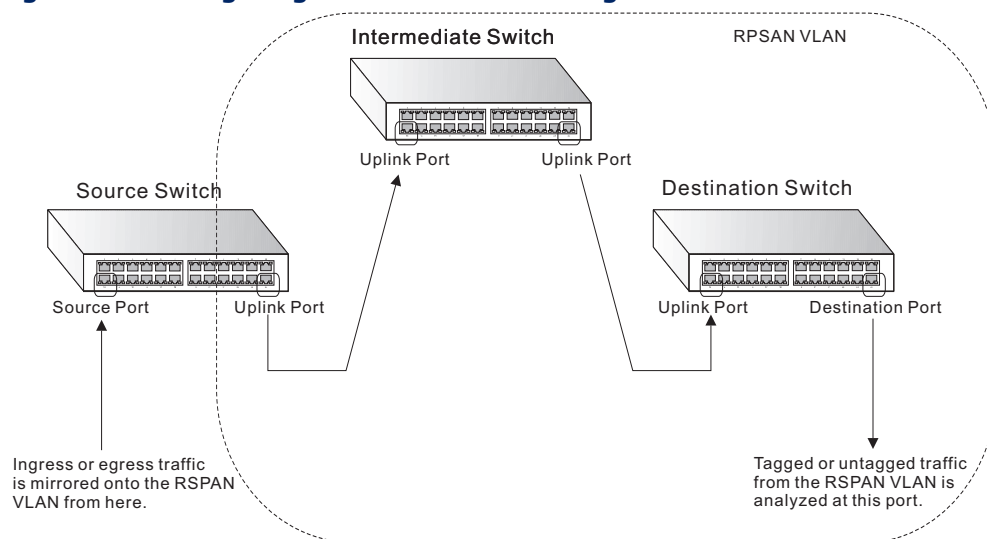 Intermediate Switch
RPSAN VLAN
Uplink Port
Uplink Port
Source Switch
Destination Switch
Source Port
Uplink Port
Uplink Port
Destination Port
Ingress or egress traffic
is mirrored onto the RSPAN
VLAN from here.
Tagged or untagged traffic
from the RSPAN VLAN is
analyzed at this port.